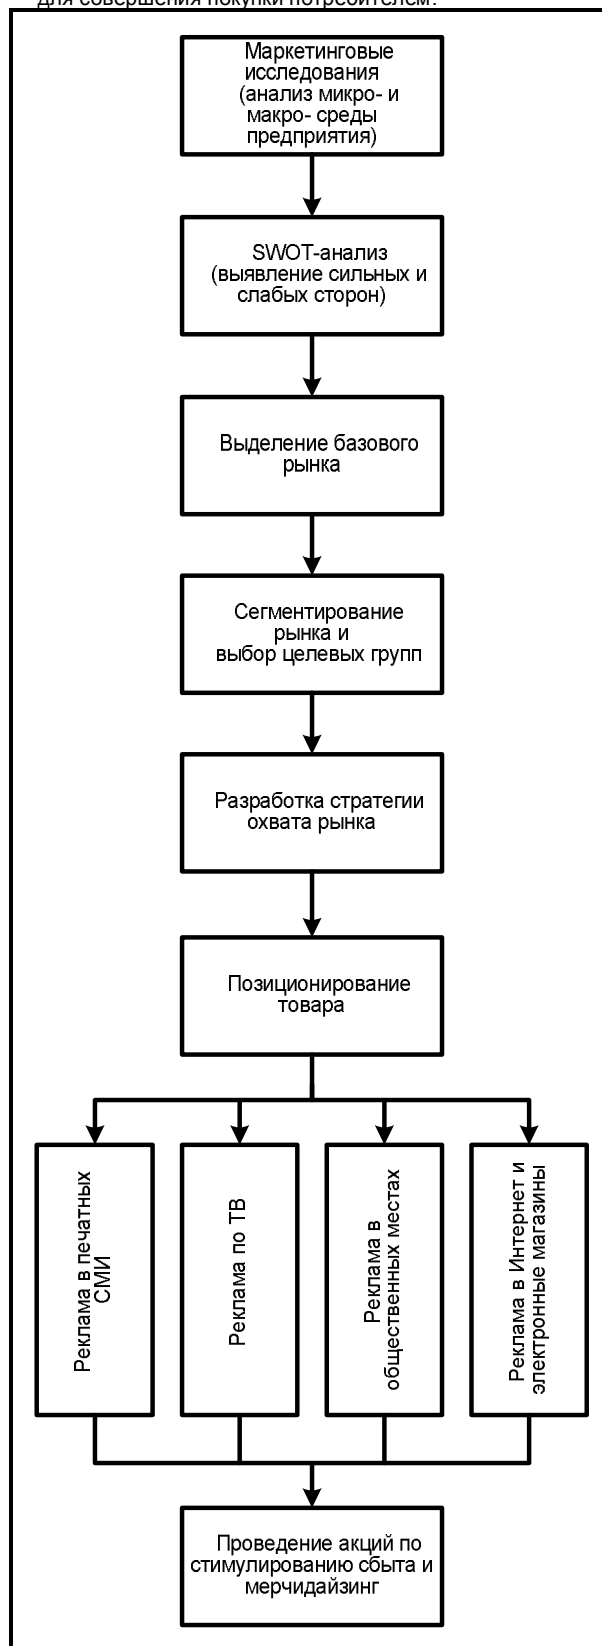 для совершения покупки потребителем.
Маркетинговые
исследования
(анализ микро- и
макро- среды
предприятия)
SWOT-анализ
(выявление сильных и
слабых сторон)
Выделение базового
рынка
Сегментирование
рынка и
выбор целевых групп
Разработка стратегии
охвата рынка
Позиционирование
товара
Реклама в печатных
СМИ
Реклама по ТВ
Реклама в
общественных местах
Реклама в Интернет и
электронные магазины
Проведение акций по
стимулированию сбыта и
мерчидайзинг